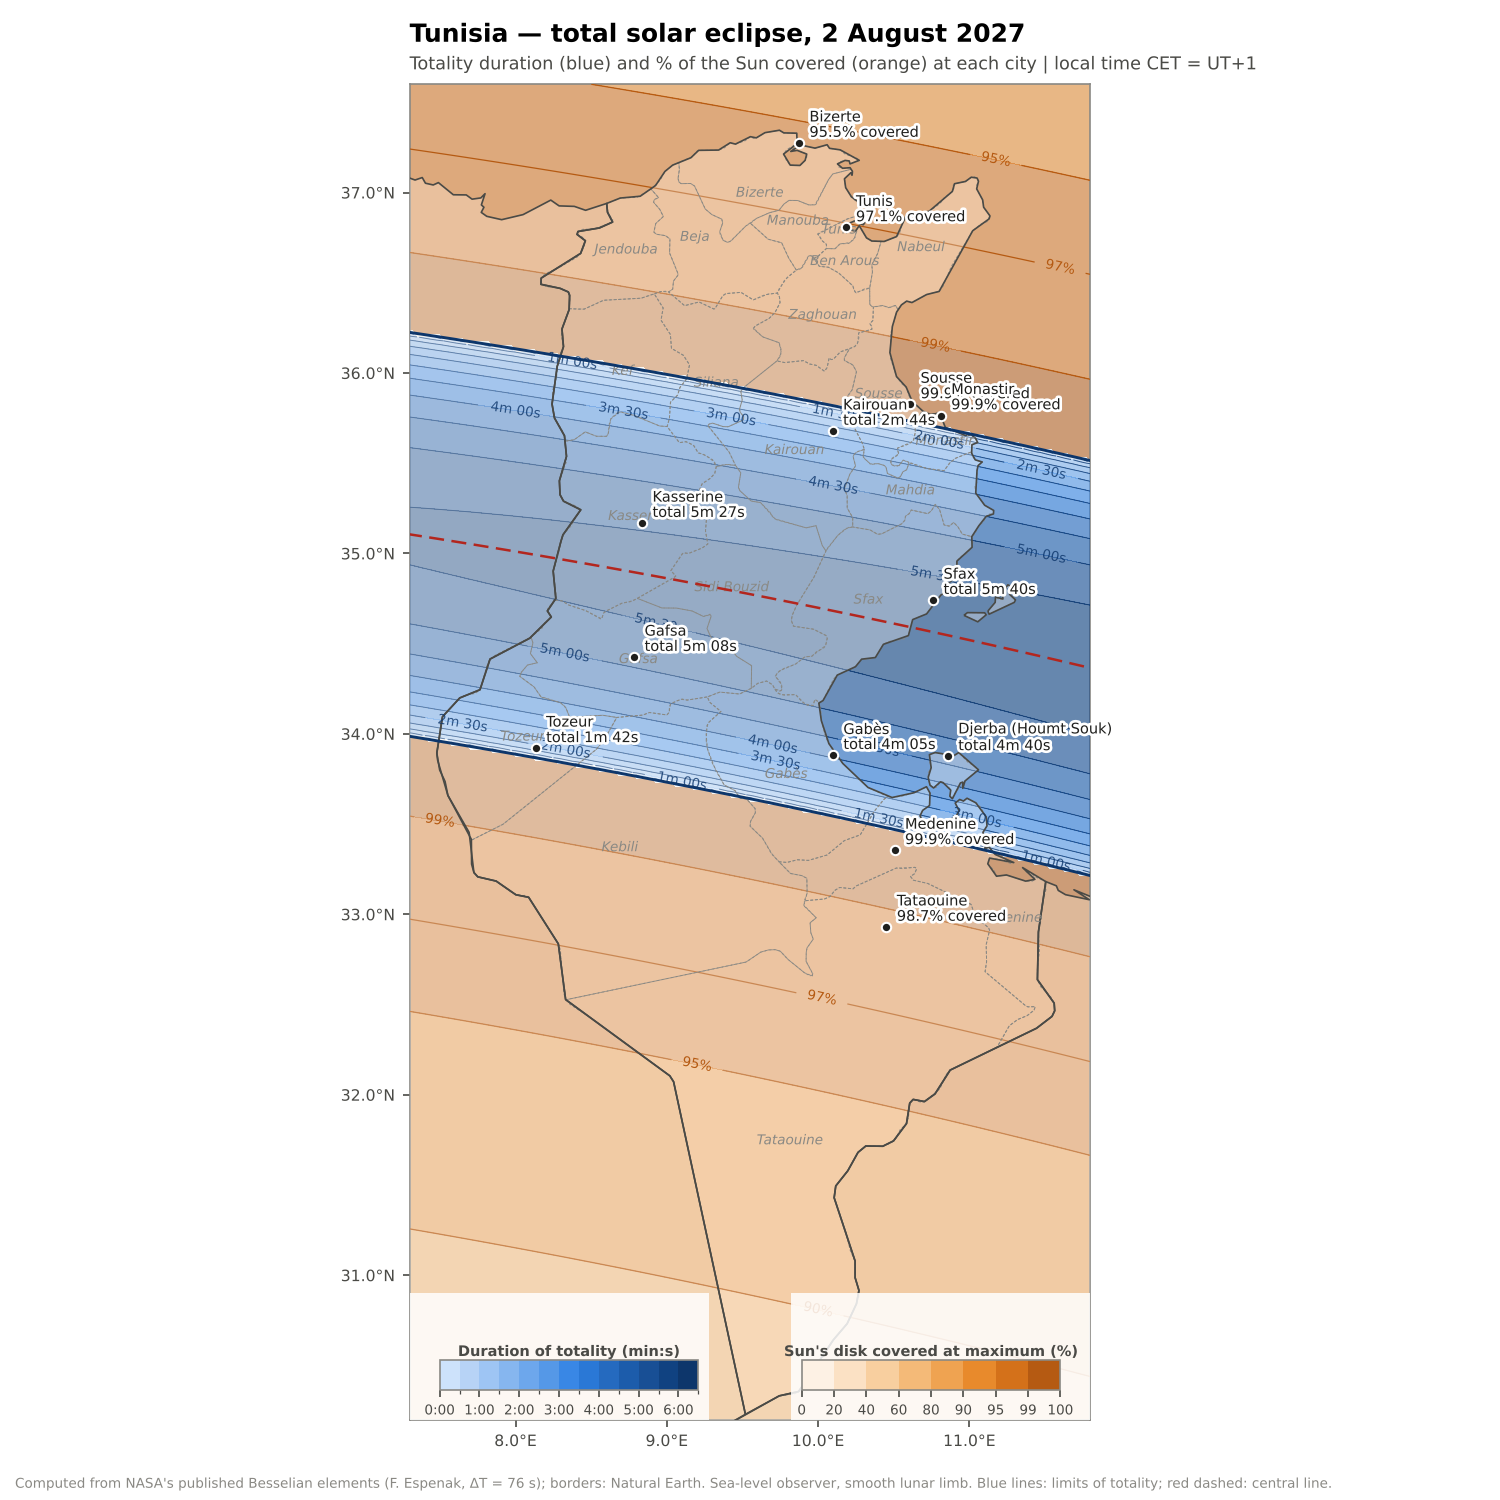 Tunisia — total solar eclipse, 2 August 2027
Totality duration (blue) and % of the Sun covered (orange) at each city | local time CET = UT+1
Bizerte
95.5% covered
95%
37.0°N
Bizerte
Tunis
97.1% covered
Manouba
Beja
Jendouba
Nabeul
Ben Arous
97%
Zaghouan
99%
36.0°N
1m 00s
Kef
Siliana
Sousse
Sousse
Monastir
99.9% covered
Kairouan
total 2m 44s
4m 00s
3m 30s
3m 00s
2m 00s
Kairouan
2m 30s
4m 30s
Mahdia
Kasserine
total 5m 27s
35.0°N
5m 00s
Sfax
total 5m 40s
Sidi Bouzid
Sfax
Gafsa
total 5m 08s
5m 00s
34.0°N
2m 30s
Tozeur
total 1m 42s
Tozeur
2m 00s
4m 00s
3m 30s
Gabès
total 4m 05s
Djerba (Houmt Souk)
total 4m 40s
Gabès
1m 00s
1m 30s
99%
Medenine
99.9% covered
1m 00s
Kebili
33.0°N
Tataouine
98.7% covered
97%
95%
32.0°N
Tataouine
31.0°N
90%
Duration of totality (min:s)
0:00 1:00 2:00 3:00 4:00 5:00 6:00
Sun's disk covered at maximum (%)
0 20 40 60 80 90 95 99 100
8.0°E 9.0°E 10.0°E 11.0°E
Computed from NASA's published Besselian elements (F. Espenak, ΔT = 76 s); borders: Natural Earth. Sea-level observer, smooth lunar limb. Blue lines: limits of totality; red dashed: central line.